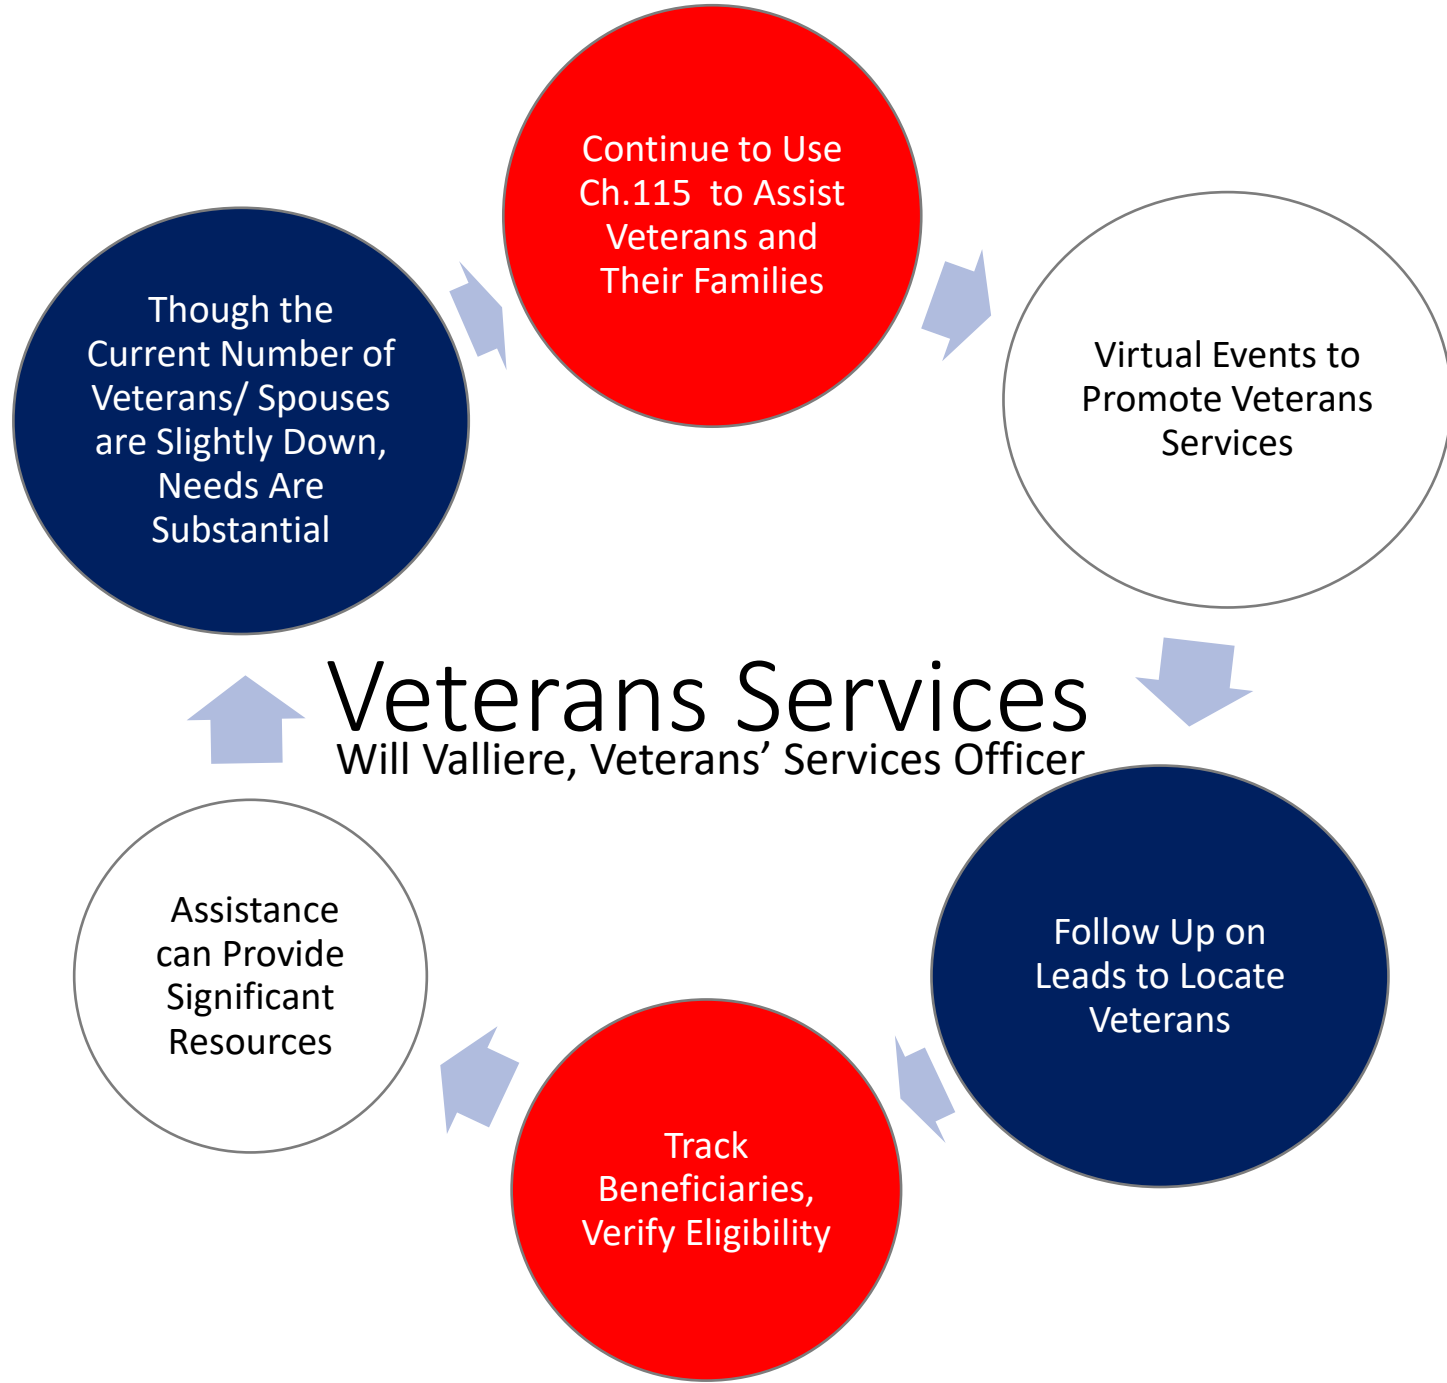 Continue to Use
Ch.115  to Assist
Veterans and
Their Families
Virtual Events to
Promote Veterans
Services
Follow Up on
Leads to Locate
Veterans
Track
Beneficiaries,
Verify Eligibility
Assistance
can Provide
Significant
Resources
Though the
Current Number of
Veterans/ Spouses
are Slightly Down,
Needs Are
Substantial
Veterans Services
Will Valliere, Veterans’ Services Officer